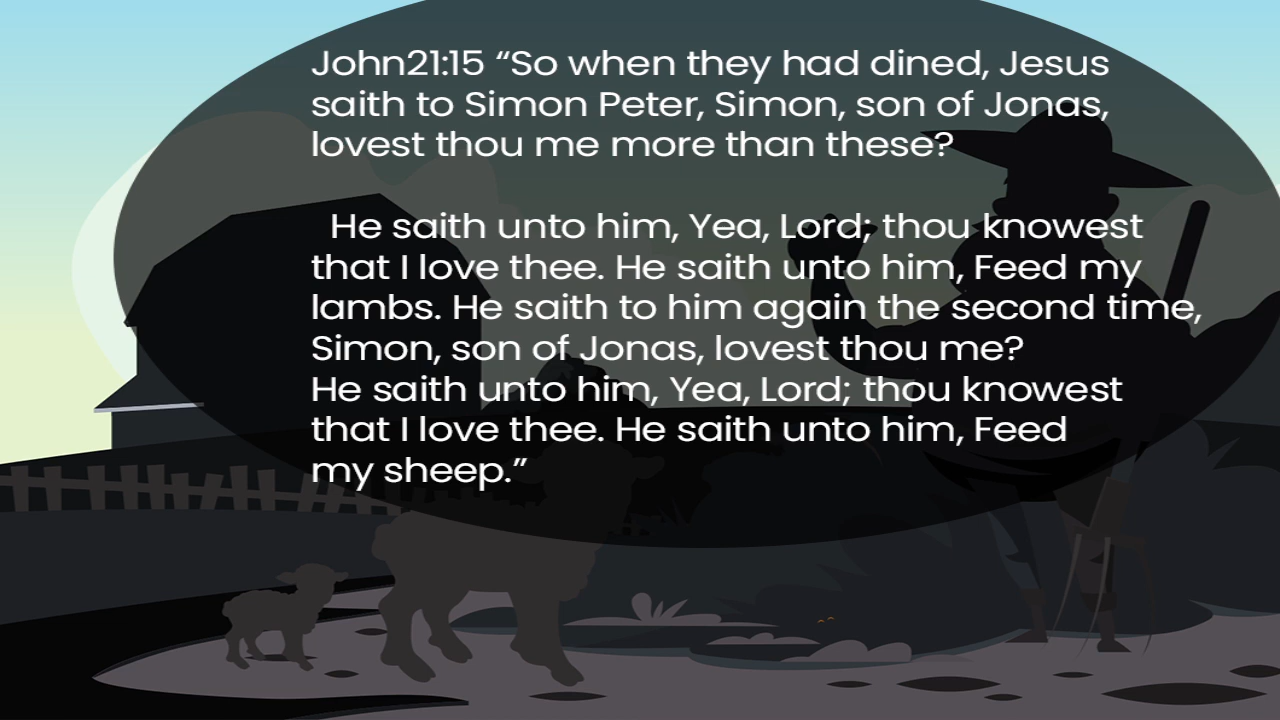 John21:15 “So when they had dined, Jesus
saith to Simon Peter, Simon, son of Jonas,
lovest thou me more than these?
He saith unto him, Yea, Lord; thou knowest
that I love thee. He saith unto him, Feed my
lambs. He saith to him again the second time,
Simon, son of Jonas, lovest thou me?
He saith unto him, Yea, Lord; thou knowest
that I love thee. He saith unto him, Feed
my sheep.”